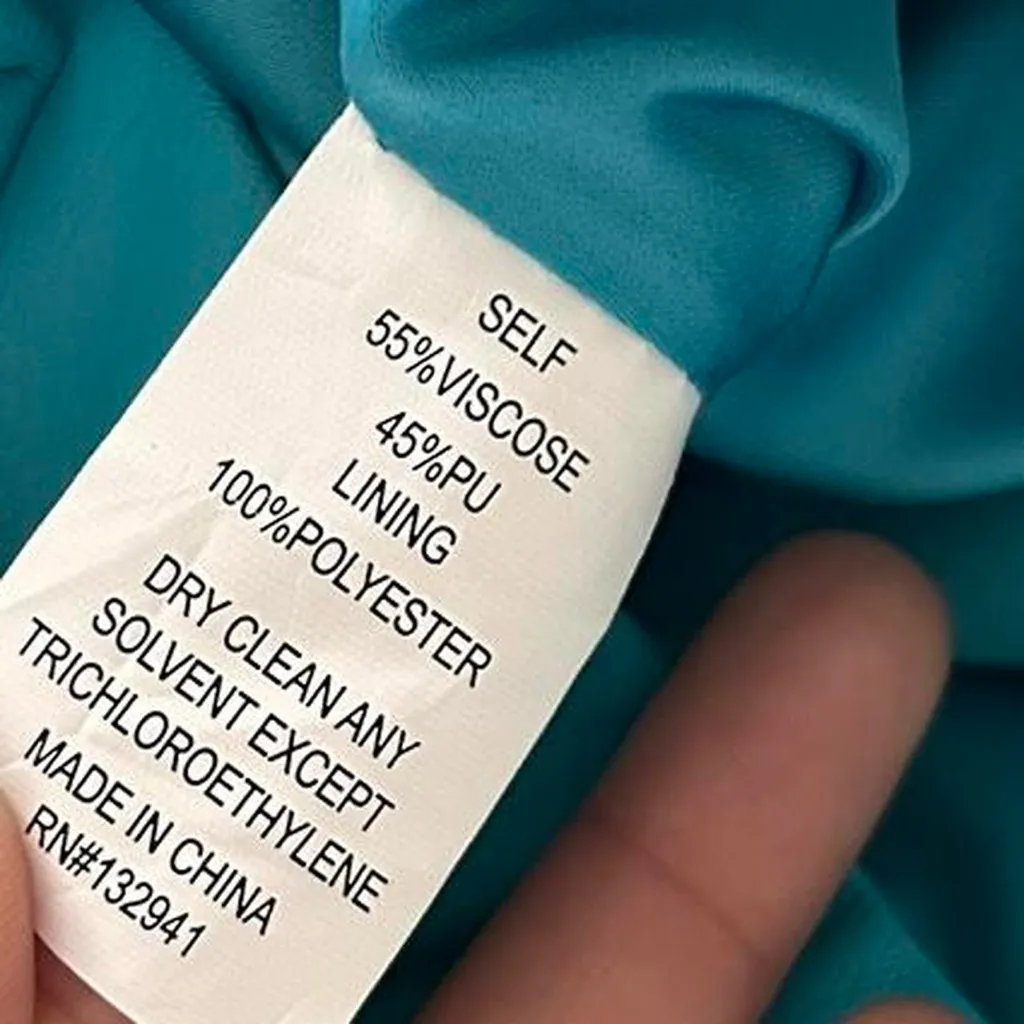 SELF
55%VISCOSE
45%PU
LINING
100%POLYESTER
DRY CLEAN ANY
SOLVENT EXCEPT
TRICHLOROETHYLENE
MADE IN CHINA
RN#132941